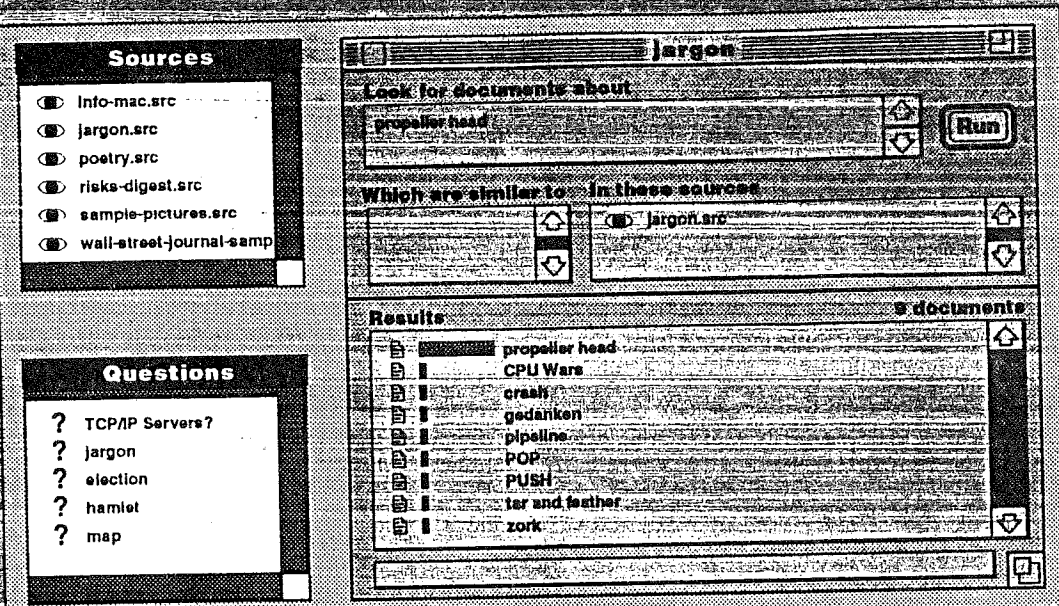 Sources
info-mac.src
jargon.src
poetry.src
risks-digest.src
sample-pictures.src
wall-street-journal-samp
Questions
? TCP/IP Servers?
? jargon
? election
? hamlet
? map
jargon
Look for documents about
propeller head
Run
Which are similar to
In these sources
jargon.src
Results
9 documents
propeller head
CPU Wars
crash
gedanken
pipeline
POP
PUSH
tar and feather
zork